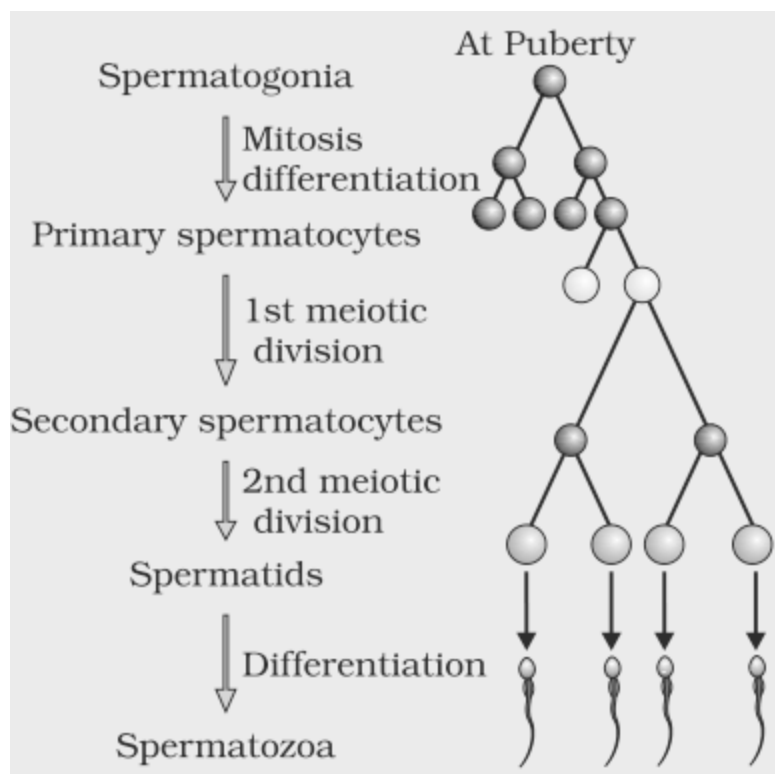 At Puberty
Spermatogonia
Mitosis
differentiation
Primary spermatocytes
1st meiotic
division
Secondary spermatocytes
2nd meiotic
division
Spermatids
Differentiation
Spermatozoa